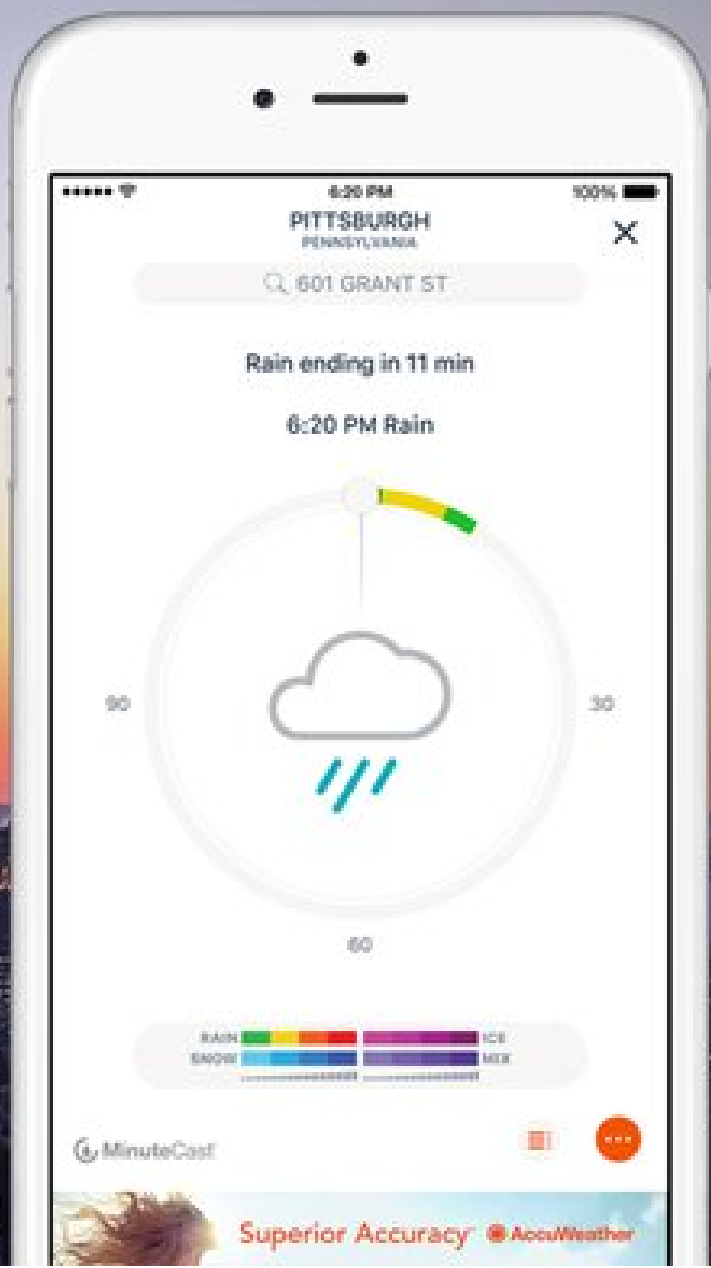 6:20 PM
100%
PITTSBURGH
PENNSYLVANIA
601 GRANT ST
Rain ending in 11 min
6:20 PM Rain
90
30
60
RAIN
ICE
SNOW
MIX
MinuteCast
Superior Accuracy™ AccuWeather